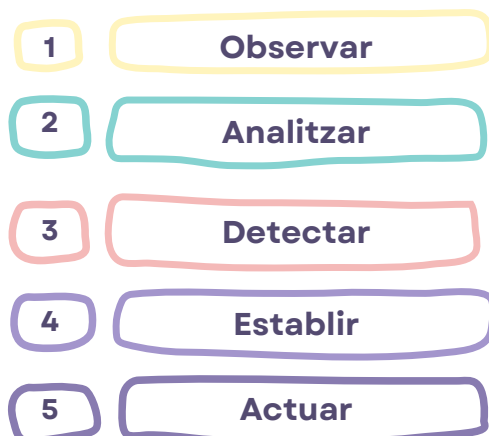 1 Observar
2 Analitzar
3 Detectar
4 Establir
5 Actuar